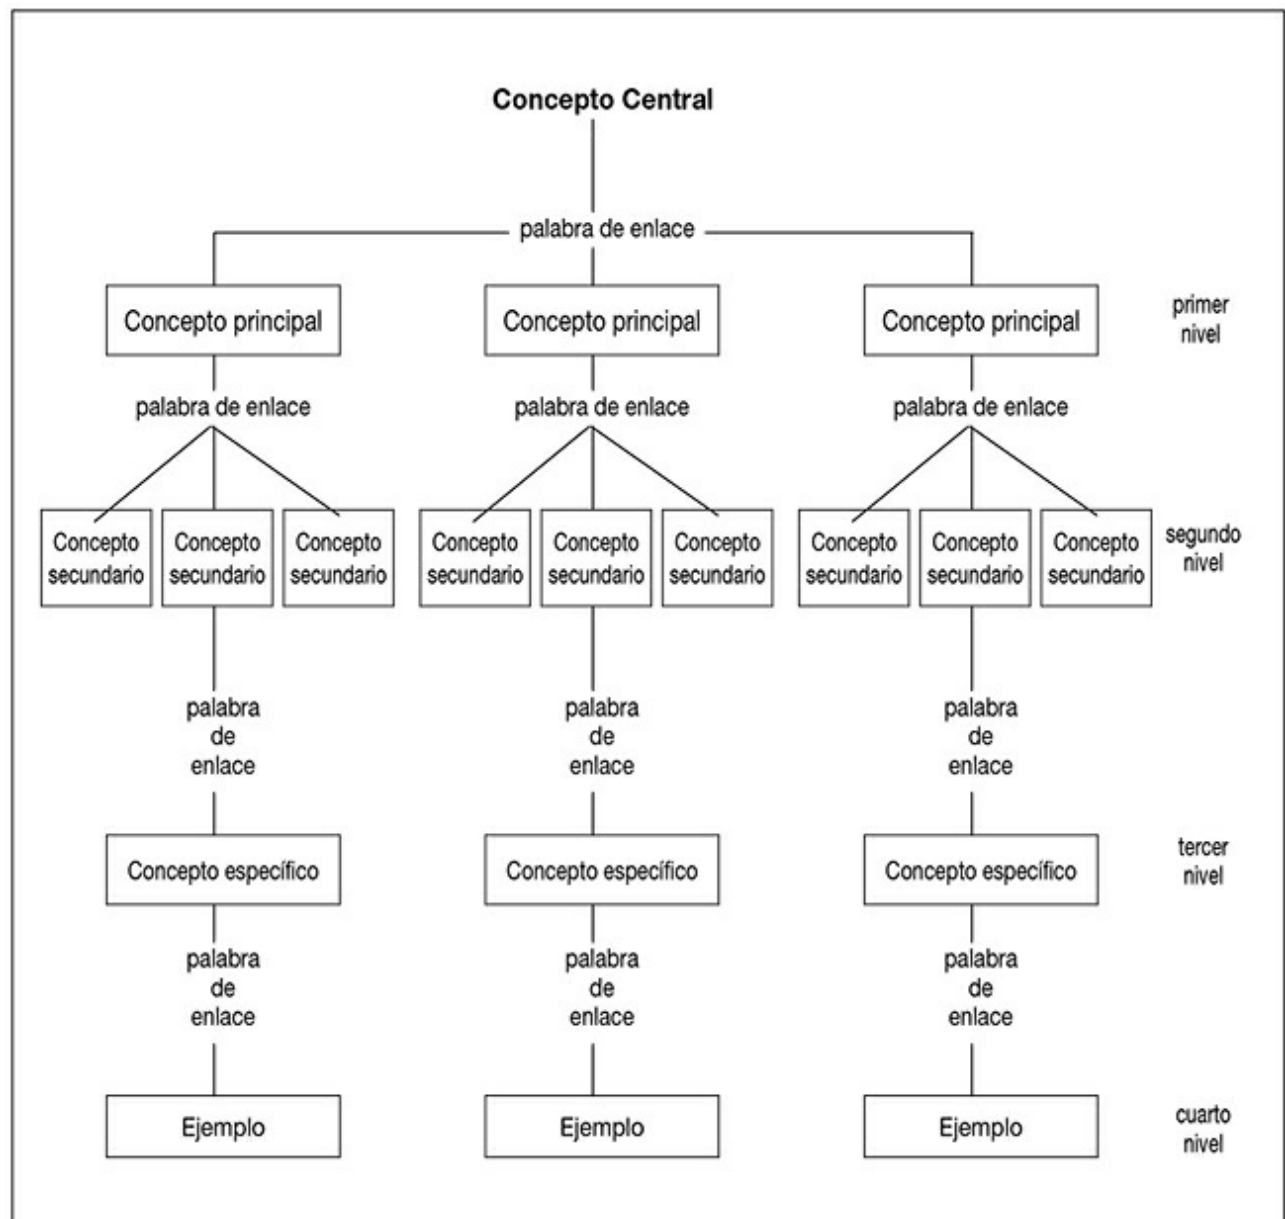 Concepto Central
palabra de enlace
Concepto principal
Concepto principal
Concepto principal
primer
nivel
palabra de enlace
palabra de enlace
palabra de enlace
Concepto
secundario
Concepto
secundario
Concepto
secundario
Concepto
secundario
Concepto
secundario
Concepto
secundario
Concepto
secundario
Concepto
secundario
Concepto
secundario
segundo
nivel
palabra
de
enlace
palabra
de
enlace
palabra
de
enlace
Concepto específico
Concepto específico
Concepto específico
tercer
nivel
palabra
de
enlace
palabra
de
enlace
palabra
de
enlace
Ejemplo
Ejemplo
Ejemplo
cuarto
nivel